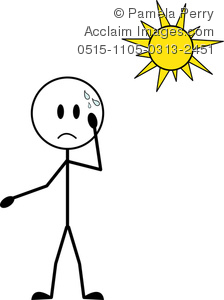 © Pamela Perry
Acclaim Images.com
0515-1105-0313-2451